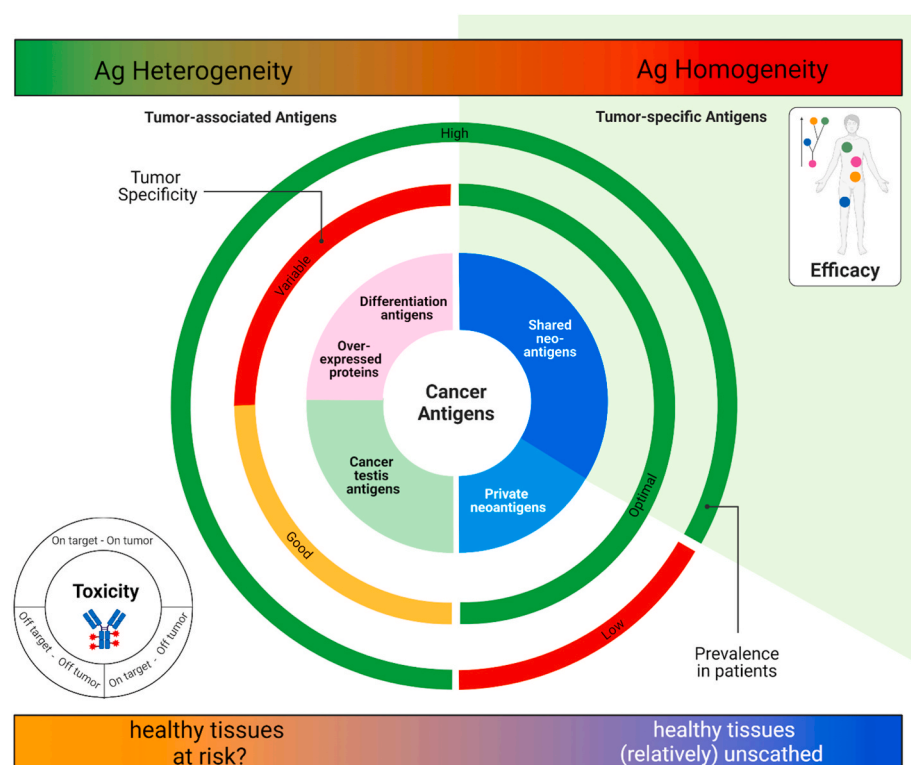 Ag Heterogeneity
Ag Homogeneity
Tumor-associated Antigens
Tumor-specific Antigens
High
Tumor
Specificity
Variable
Efficacy
Differentiation
antigens
Over-
expressed
proteins
Shared
neo-
antigens
Cancer
Antigens
Cancer
testis
antigens
Private
neoantigens
Optimal
Good
Low
On target - On tumor
Toxicity
Off target - Off tumor
On target - Off tumor
Prevalence
in patients
healthy tissues
at risk?
healthy tissues
(relatively) unscathed